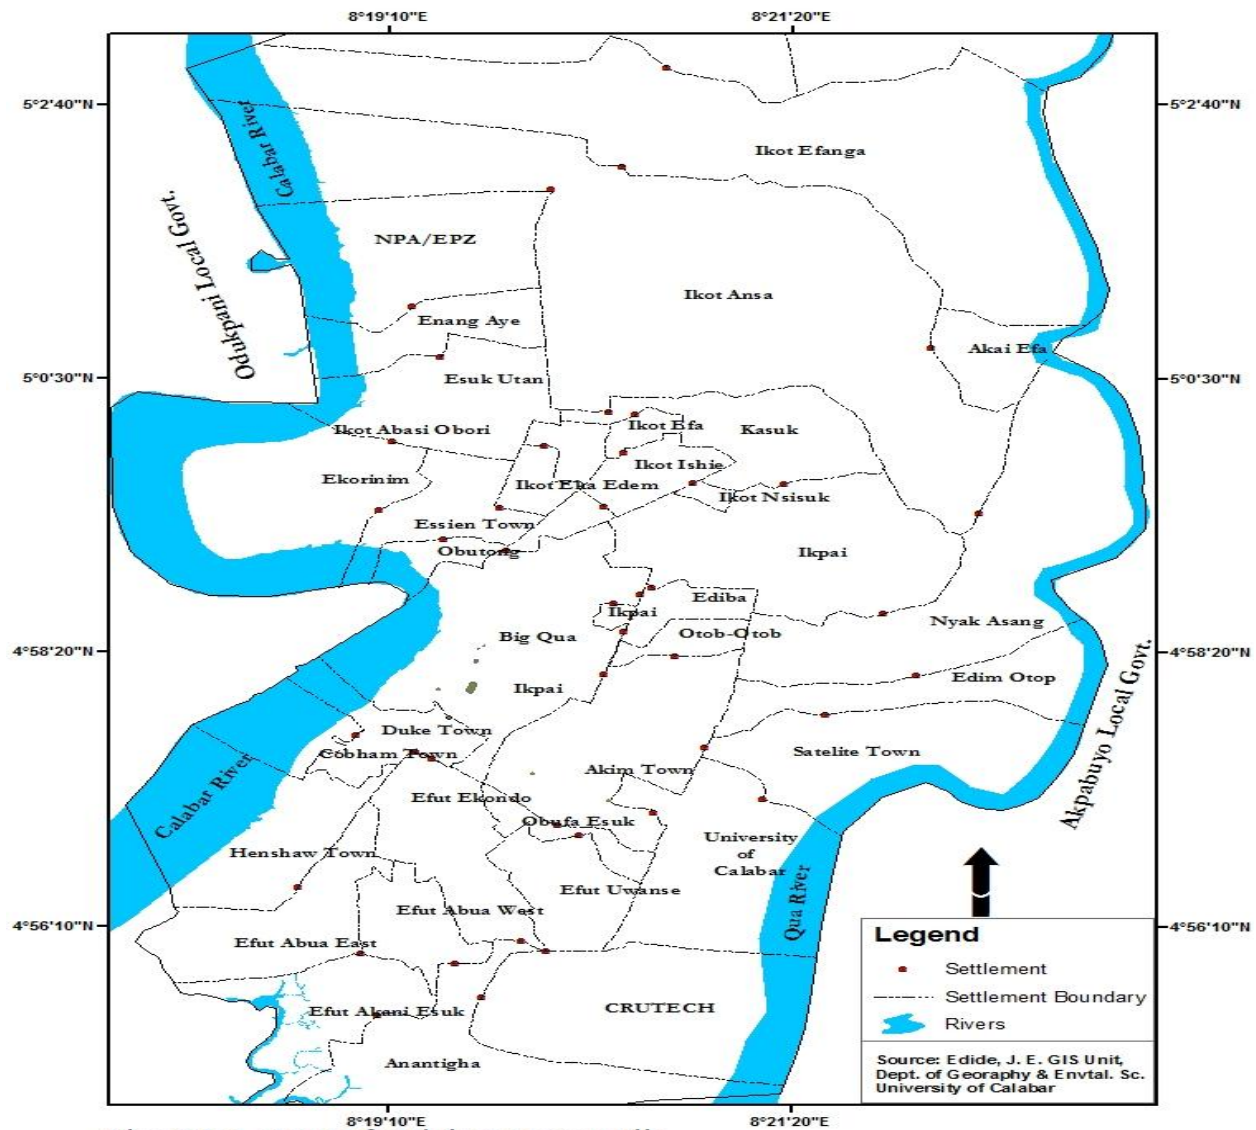 8°19'10"E
8°21'20"E
5°2'40"N
5°2'40"N
Calabar River
Ikot Efanga
Odukpani Local Govt.
NPA/EPZ
Ikot Ansa
Enang Aye
Akai Efa
5°0'30"N
5°0'30"N
Esuk Utan
Ikot Abasi Obori
Ikot Efa
Kasuk
Ikot Ishie
Ekorinim
Ikot Eka Edem
Ikot Nsisuk
Essien Town
Obutong
Ikpai
Ediba
Ikpai
Nyak Asang
Big Qua
Otob-Otob
4°58'20"N
4°58'20"N
Edim Otop
Ikpai
Akpabuyo Local Govt.
Duke Town
Cobham Town
Satelite Town
Akim Town
Calabar River
Efut Ekondo
Obufa Esuk
University
of
Calabar
Henshaw Town
Efut Uwanse
Qua River
Efut Abua West
4°56'10"N
4°56'10"N
Efut Abua East
Efut Akani Esuk
CRUTECH
Anantigha
Legend
Settlement
Settlement Boundary
Rivers
Source: Edide, J. E. GIS Unit,
Dept. of Georaphy & Envtal. Sc.
University of Calabar
8°19'10"E
8°21'20"E